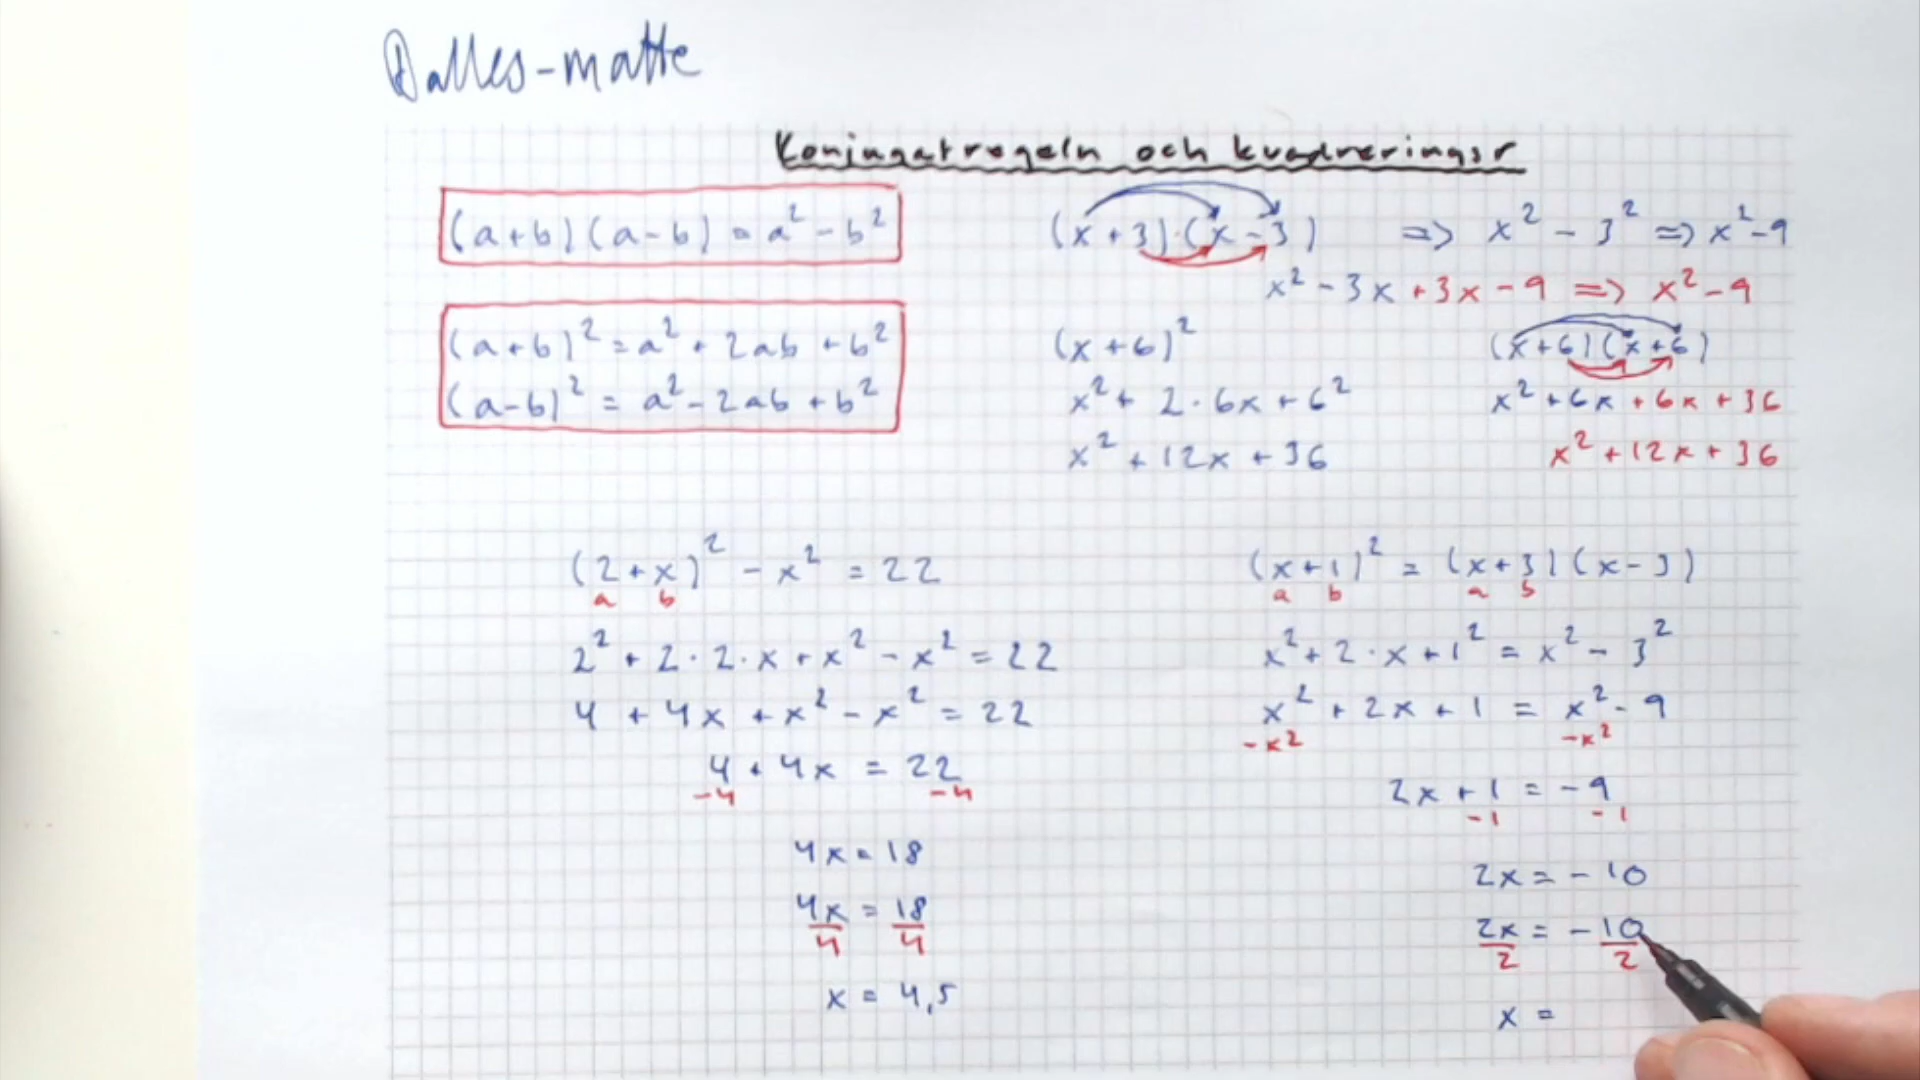 Dalles-matte
Konjugatregeln och kvadreringsr
(a+b)(a-b) = a² - b²
(a+b)² = a² + 2ab + b²
(a-b)² = a² - 2ab + b²
(x+3)·(x-3) => x² - 3² => x²-9
x² - 3x + 3x - 9 => x² - 9
(x+6)²
x² + 2·6x + 6²
x² + 12x + 36
(x+6)(x+6)
x² + 6x + 6x + 36
x² + 12x + 36
(2+x)² - x² = 22
a b
2² + 2·2·x + x² - x² = 22
4 + 4x + x² - x² = 22
4 + 4x = 22
-4 -4
4x = 18
4x = 18
4 4
x = 4,5
(x+1)² = (x+3)(x-3)
a b a b
x² + 2·x + 1² = x² - 3²
x² + 2x + 1 = x² - 9
-x² -x²
2x + 1 = -9
-1 -1
2x = -10
2x = -10
2 2
x =